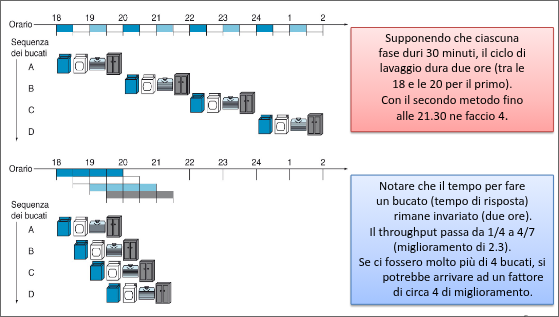 Orario 18 19 20 21 22 23 24 1 2
Sequenza
dei bucati
A
B
C
D
Supponendo che ciascuna
fase duri 30 minuti, il ciclo di
lavaggio dura due ore (tra le
18 e le 20 per il primo).
Con il secondo metodo fino
alle 21.30 ne faccio 4.
Orario 18 19 20 21 22 23 24 1 2
Sequenza
dei bucati
A
B
C
D
Notare che il tempo per fare
un bucato (tempo di risposta)
rimane invariato (due ore).
Il throughput passa da 1/4 a 4/7
(miglioramento di 2.3).
Se ci fossero molto più di 4 bucati, si
potrebbe arrivare ad un fattore
di circa 4 di miglioramento.